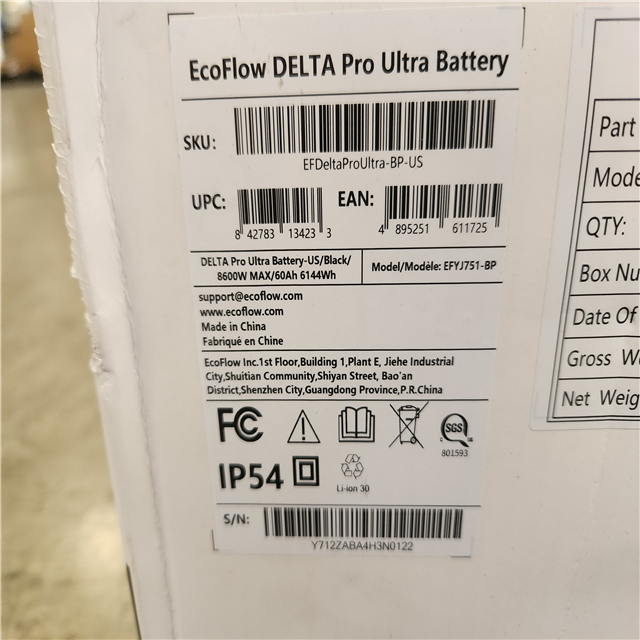 EcoFlow DELTA Pro Ultra Battery
SKU:
EFDeltaProUltra-BP-US
UPC:
8 42783 13423 3
EAN:
4 895251 611725
DELTA Pro Ultra Battery-US/Black/
8600W MAX/60Ah 6144Wh
Model/Modèle: EFYJ751-BP
support@ecoflow.com
www.ecoflow.com
Made in China
Fabriqué en Chine
EcoFlow Inc.1st Floor,Building 1,Plant E, Jiehe Industrial
City,Shuitian Community,Shiyan Street, Bao'an
District,Shenzhen City,Guangdong Province,P.R.China
FC
SGS
801593
IP54
Li-ion 30
S/N:
Y712ZABA4H3N0122
Part
Mode
QTY:
Box Nu
Date Of
Gross W
Net Weig